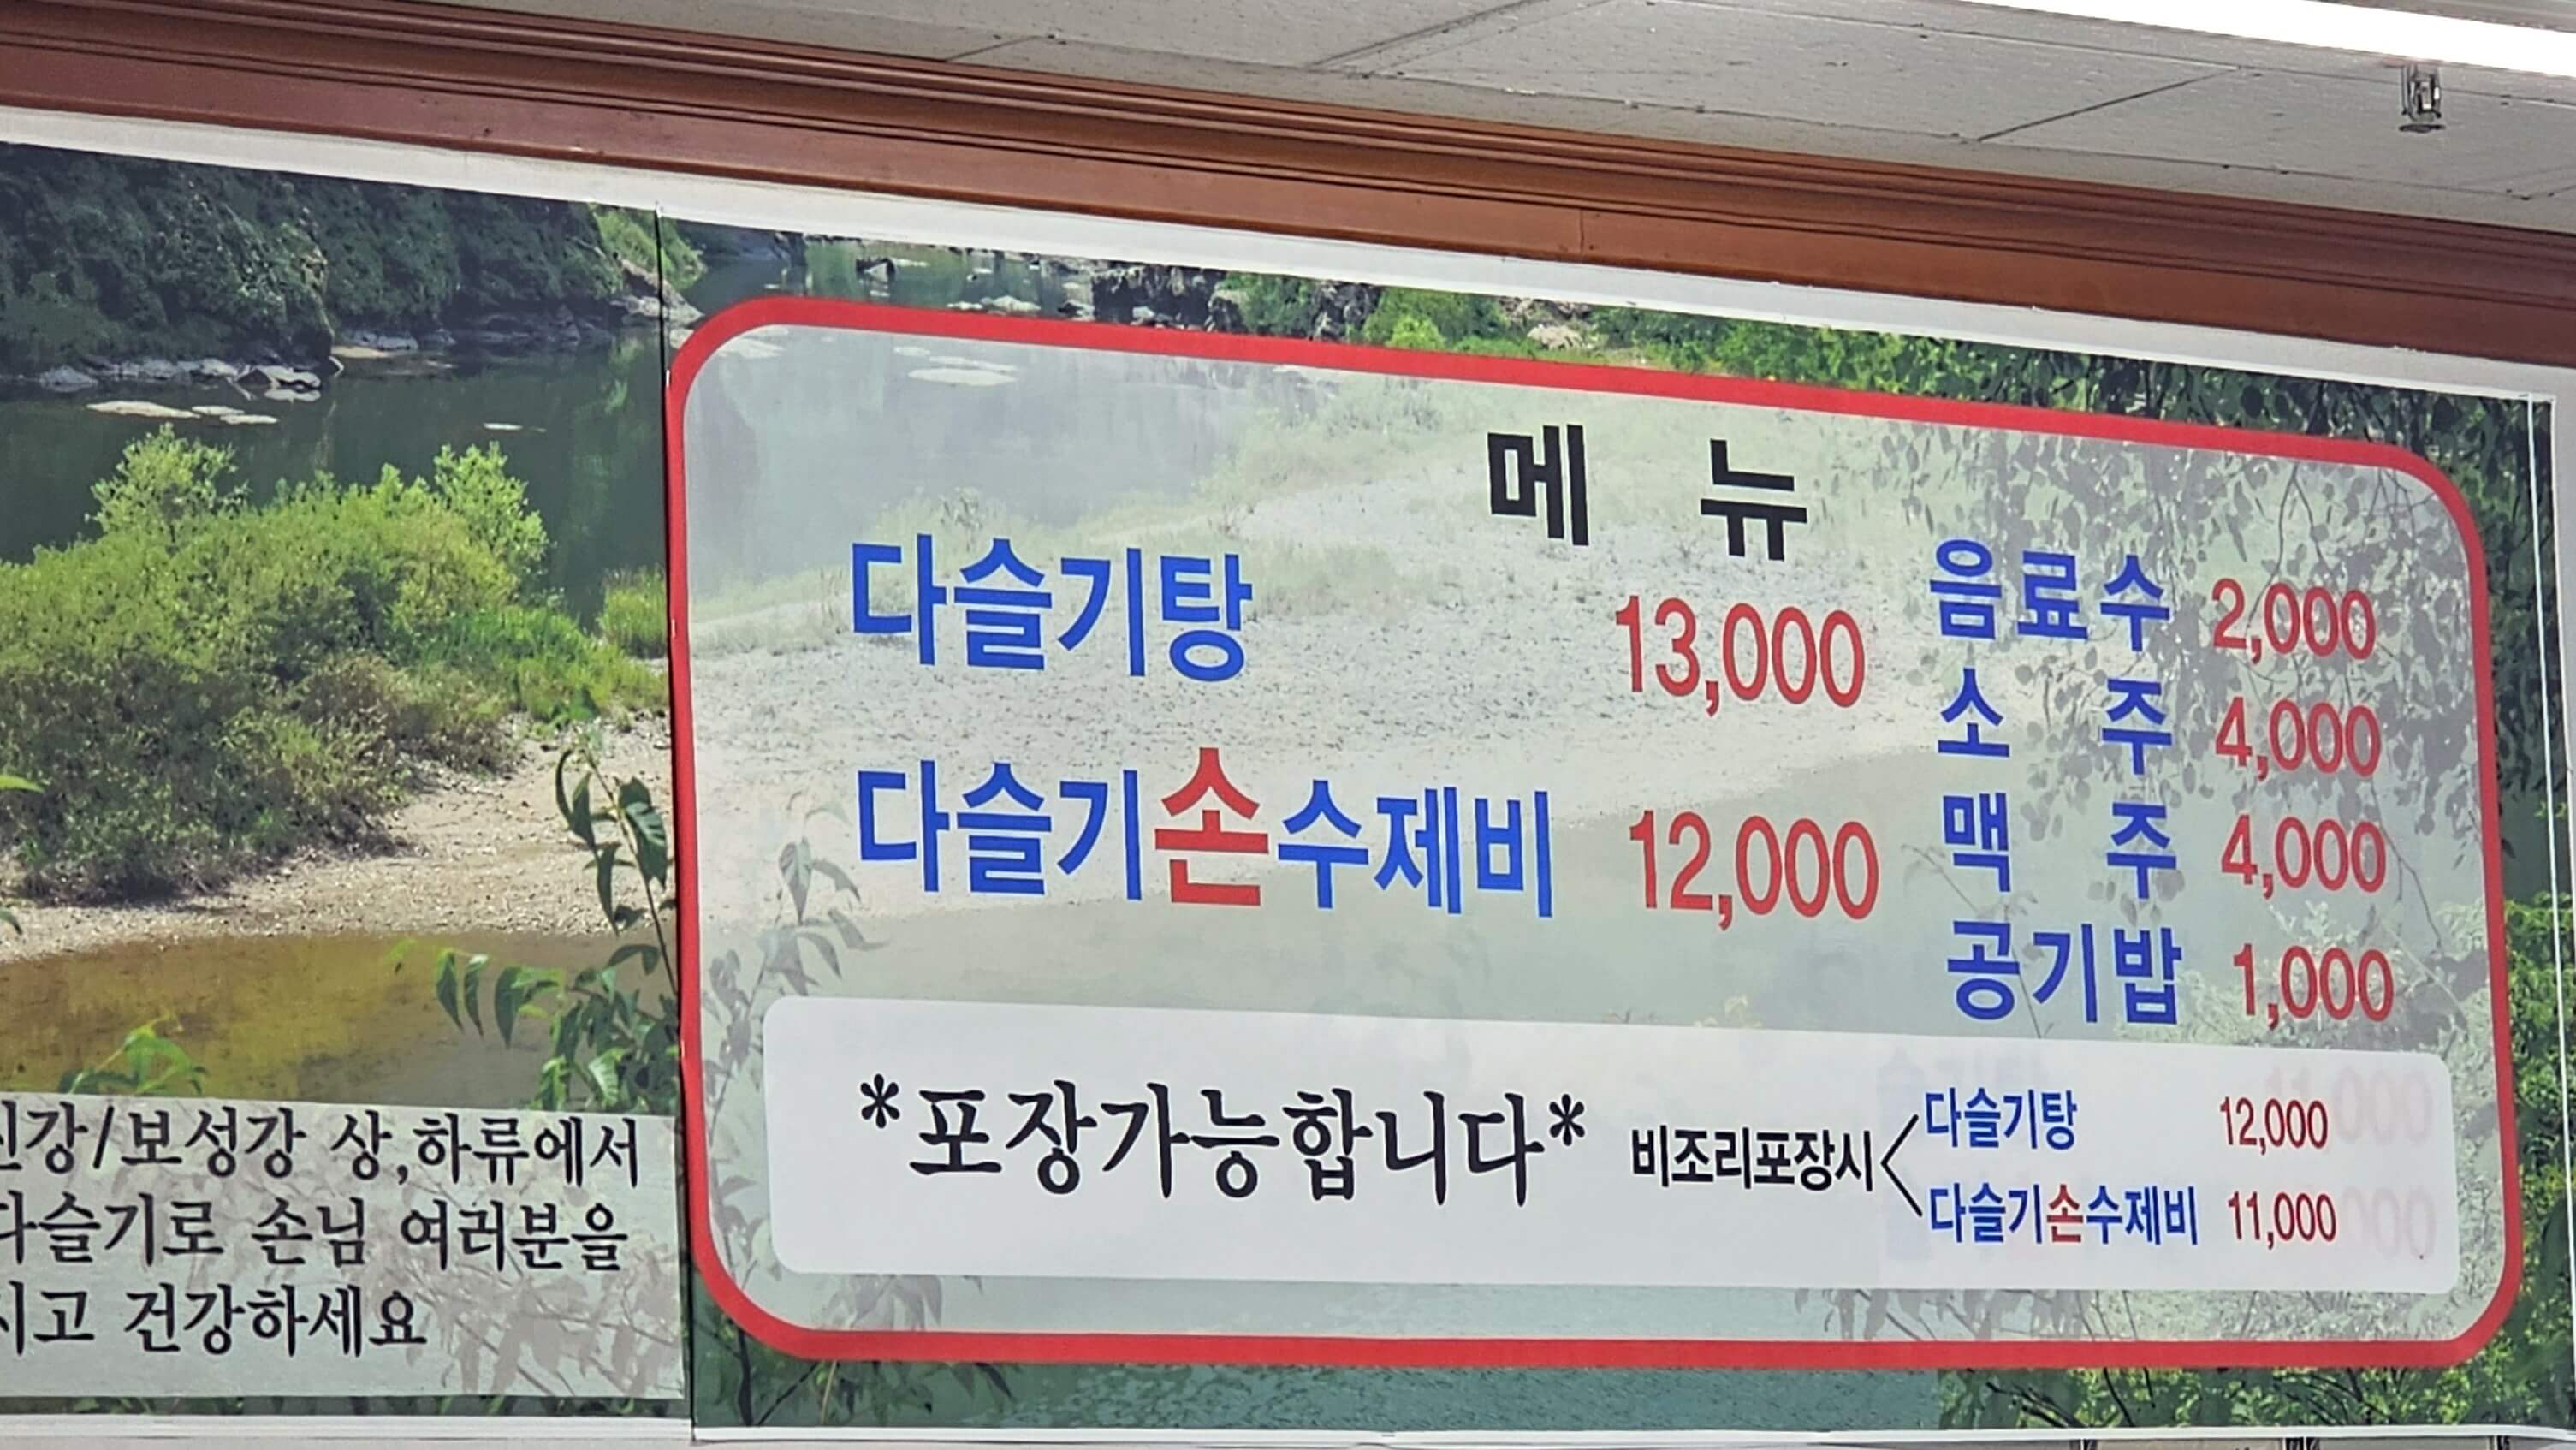 메 뉴
다슬기탕 13,000
다슬기손수제비 12,000
음료수 2,000
소 주 4,000
맥 주 4,000
공기밥 1,000
*포장가능합니다* 비조리포장시
다슬기탕 12,000
다슬기손수제비 11,000
강/보성강 상,하류에서
다슬기로 손님 여러분을
시고 건강하세요